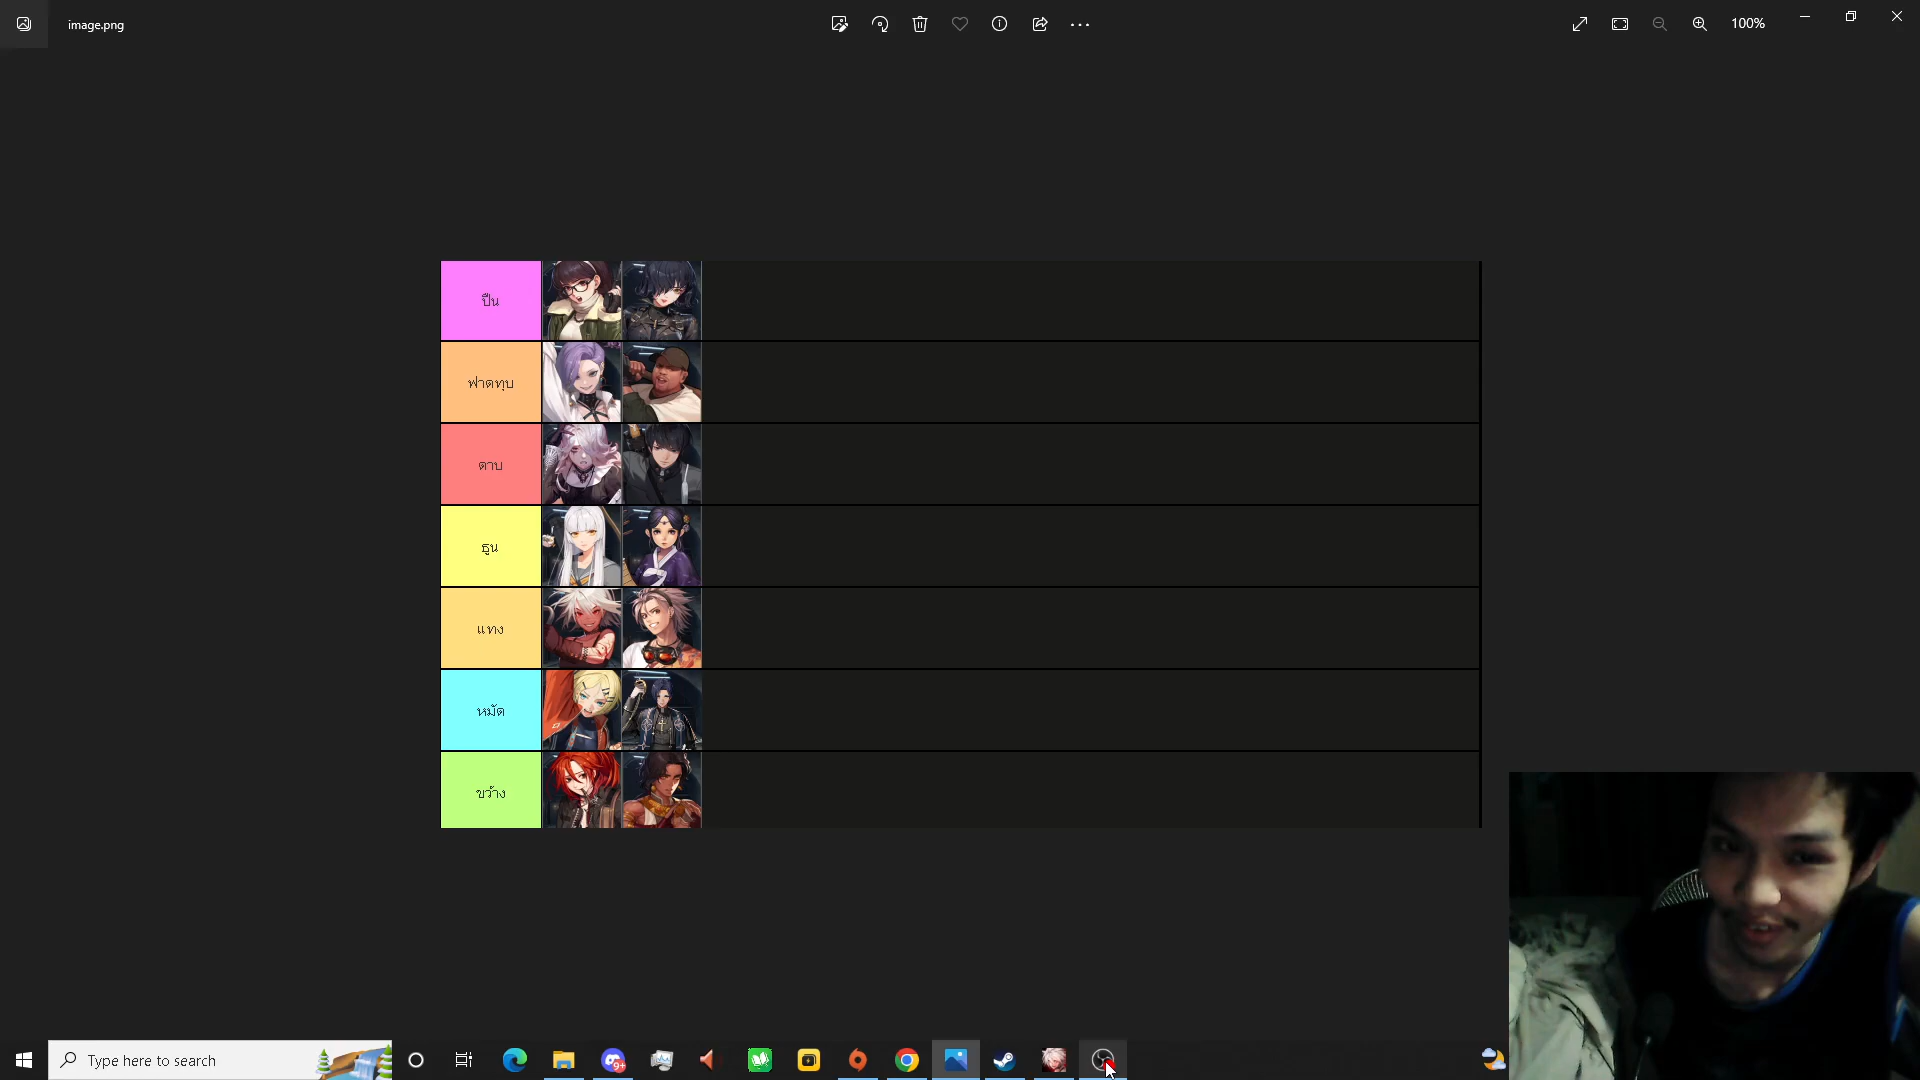 image.png
100%
ปืน
ฟาดทุบ
ดาบ
ธูน
แทง
หมัด
ขว้าง
Type here to search
9+